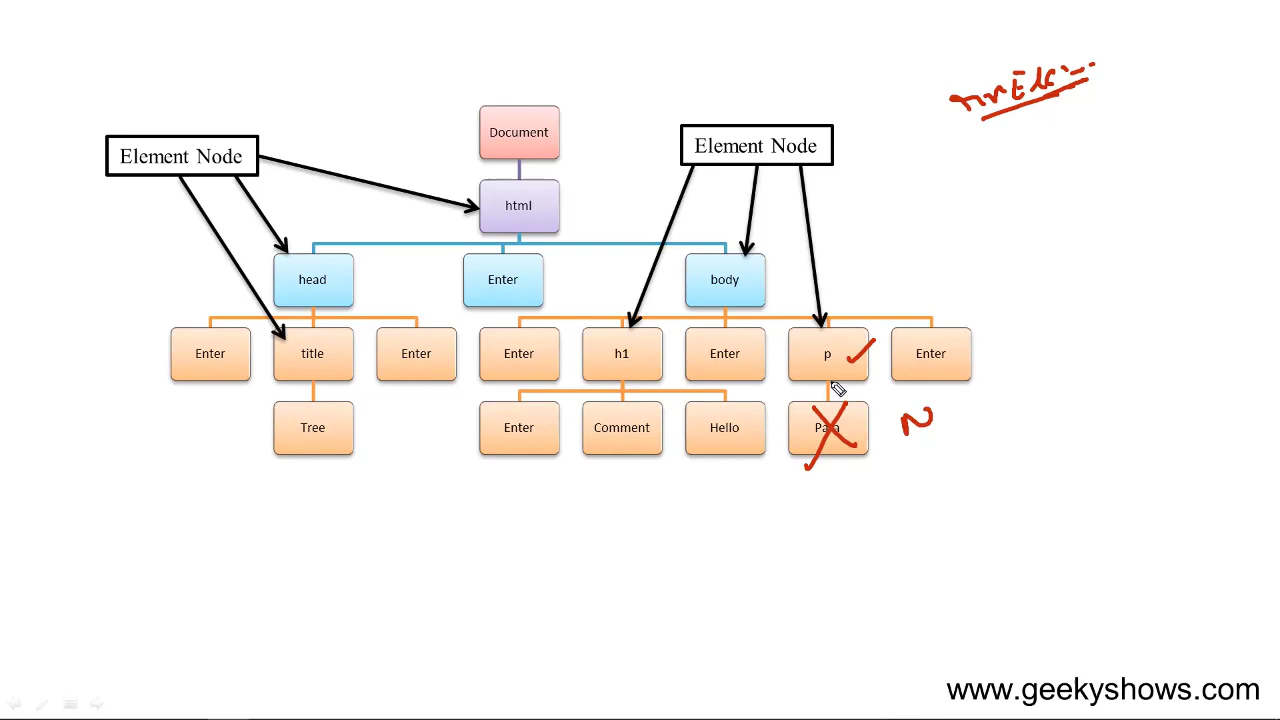 Document
Element Node
Element Node
html
head
Enter
body
Enter
title
Enter
Enter
h1
Enter
p
Enter
Tree
Enter
Comment
Hello
N
www.geekyshows.com